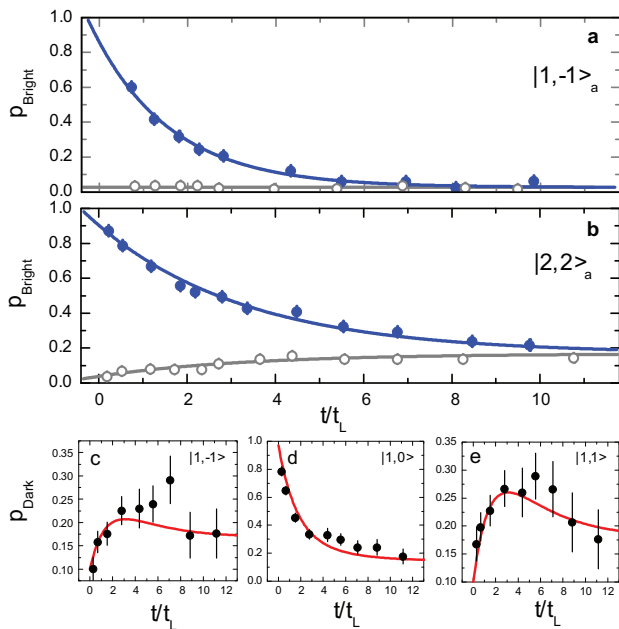 1.0
0.8
0.6
0.4
0.2
0.0
p_Bright
a
|1,-1>_a
1.0
0.8
0.6
0.4
0.2
0.0
p_Bright
b
|2,2>_a
0 2 4 6 8 10
t/t_L
p_Dark
0.35
0.30
0.25
0.20
0.15
0.10
c
|1,-1>
0 2 4 6 8 10 12
t/t_L
1.0
0.8
0.6
0.4
0.2
0.0
d
|1,0>
0 2 4 6 8 10 12
t/t_L
0.35
0.30
0.25
0.20
0.15
0.10
e
|1,1>
0 2 4 6 8 10 12
t/t_L